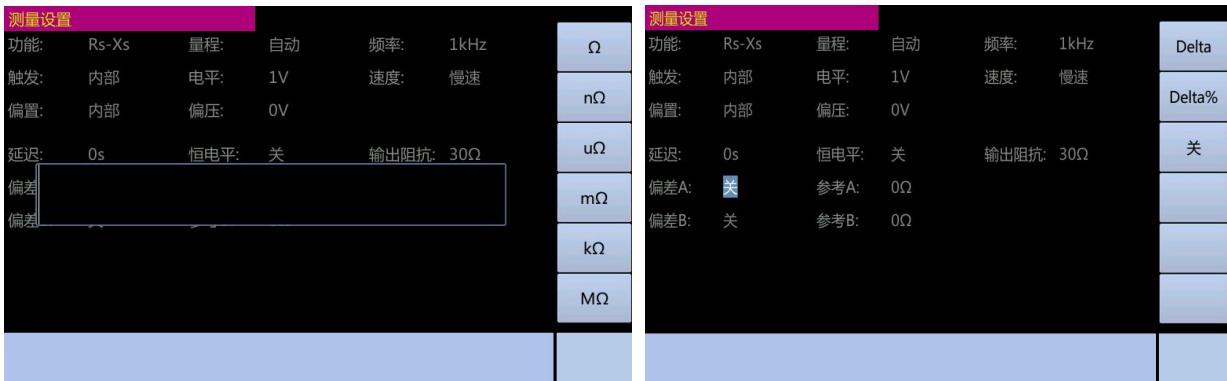 测量设置
功能: Rs-Xs 量程: 自动 频率: 1kHz
触发: 内部 电平: 1V 速度: 慢速
偏置: 内部 偏压: 0V
延迟: 0s 恒电平: 关 输出阻抗: 30Ω
偏差
偏差
Ω
nΩ
uΩ
mΩ
kΩ
MΩ
测量设置
功能: Rs-Xs 量程: 自动 频率: 1kHz
触发: 内部 电平: 1V 速度: 慢速
偏置: 内部 偏压: 0V
延迟: 0s 恒电平: 关 输出阻抗: 30Ω
偏差A: 关 参考A: 0Ω
偏差B: 关 参考B: 0Ω
Delta
Delta%
关